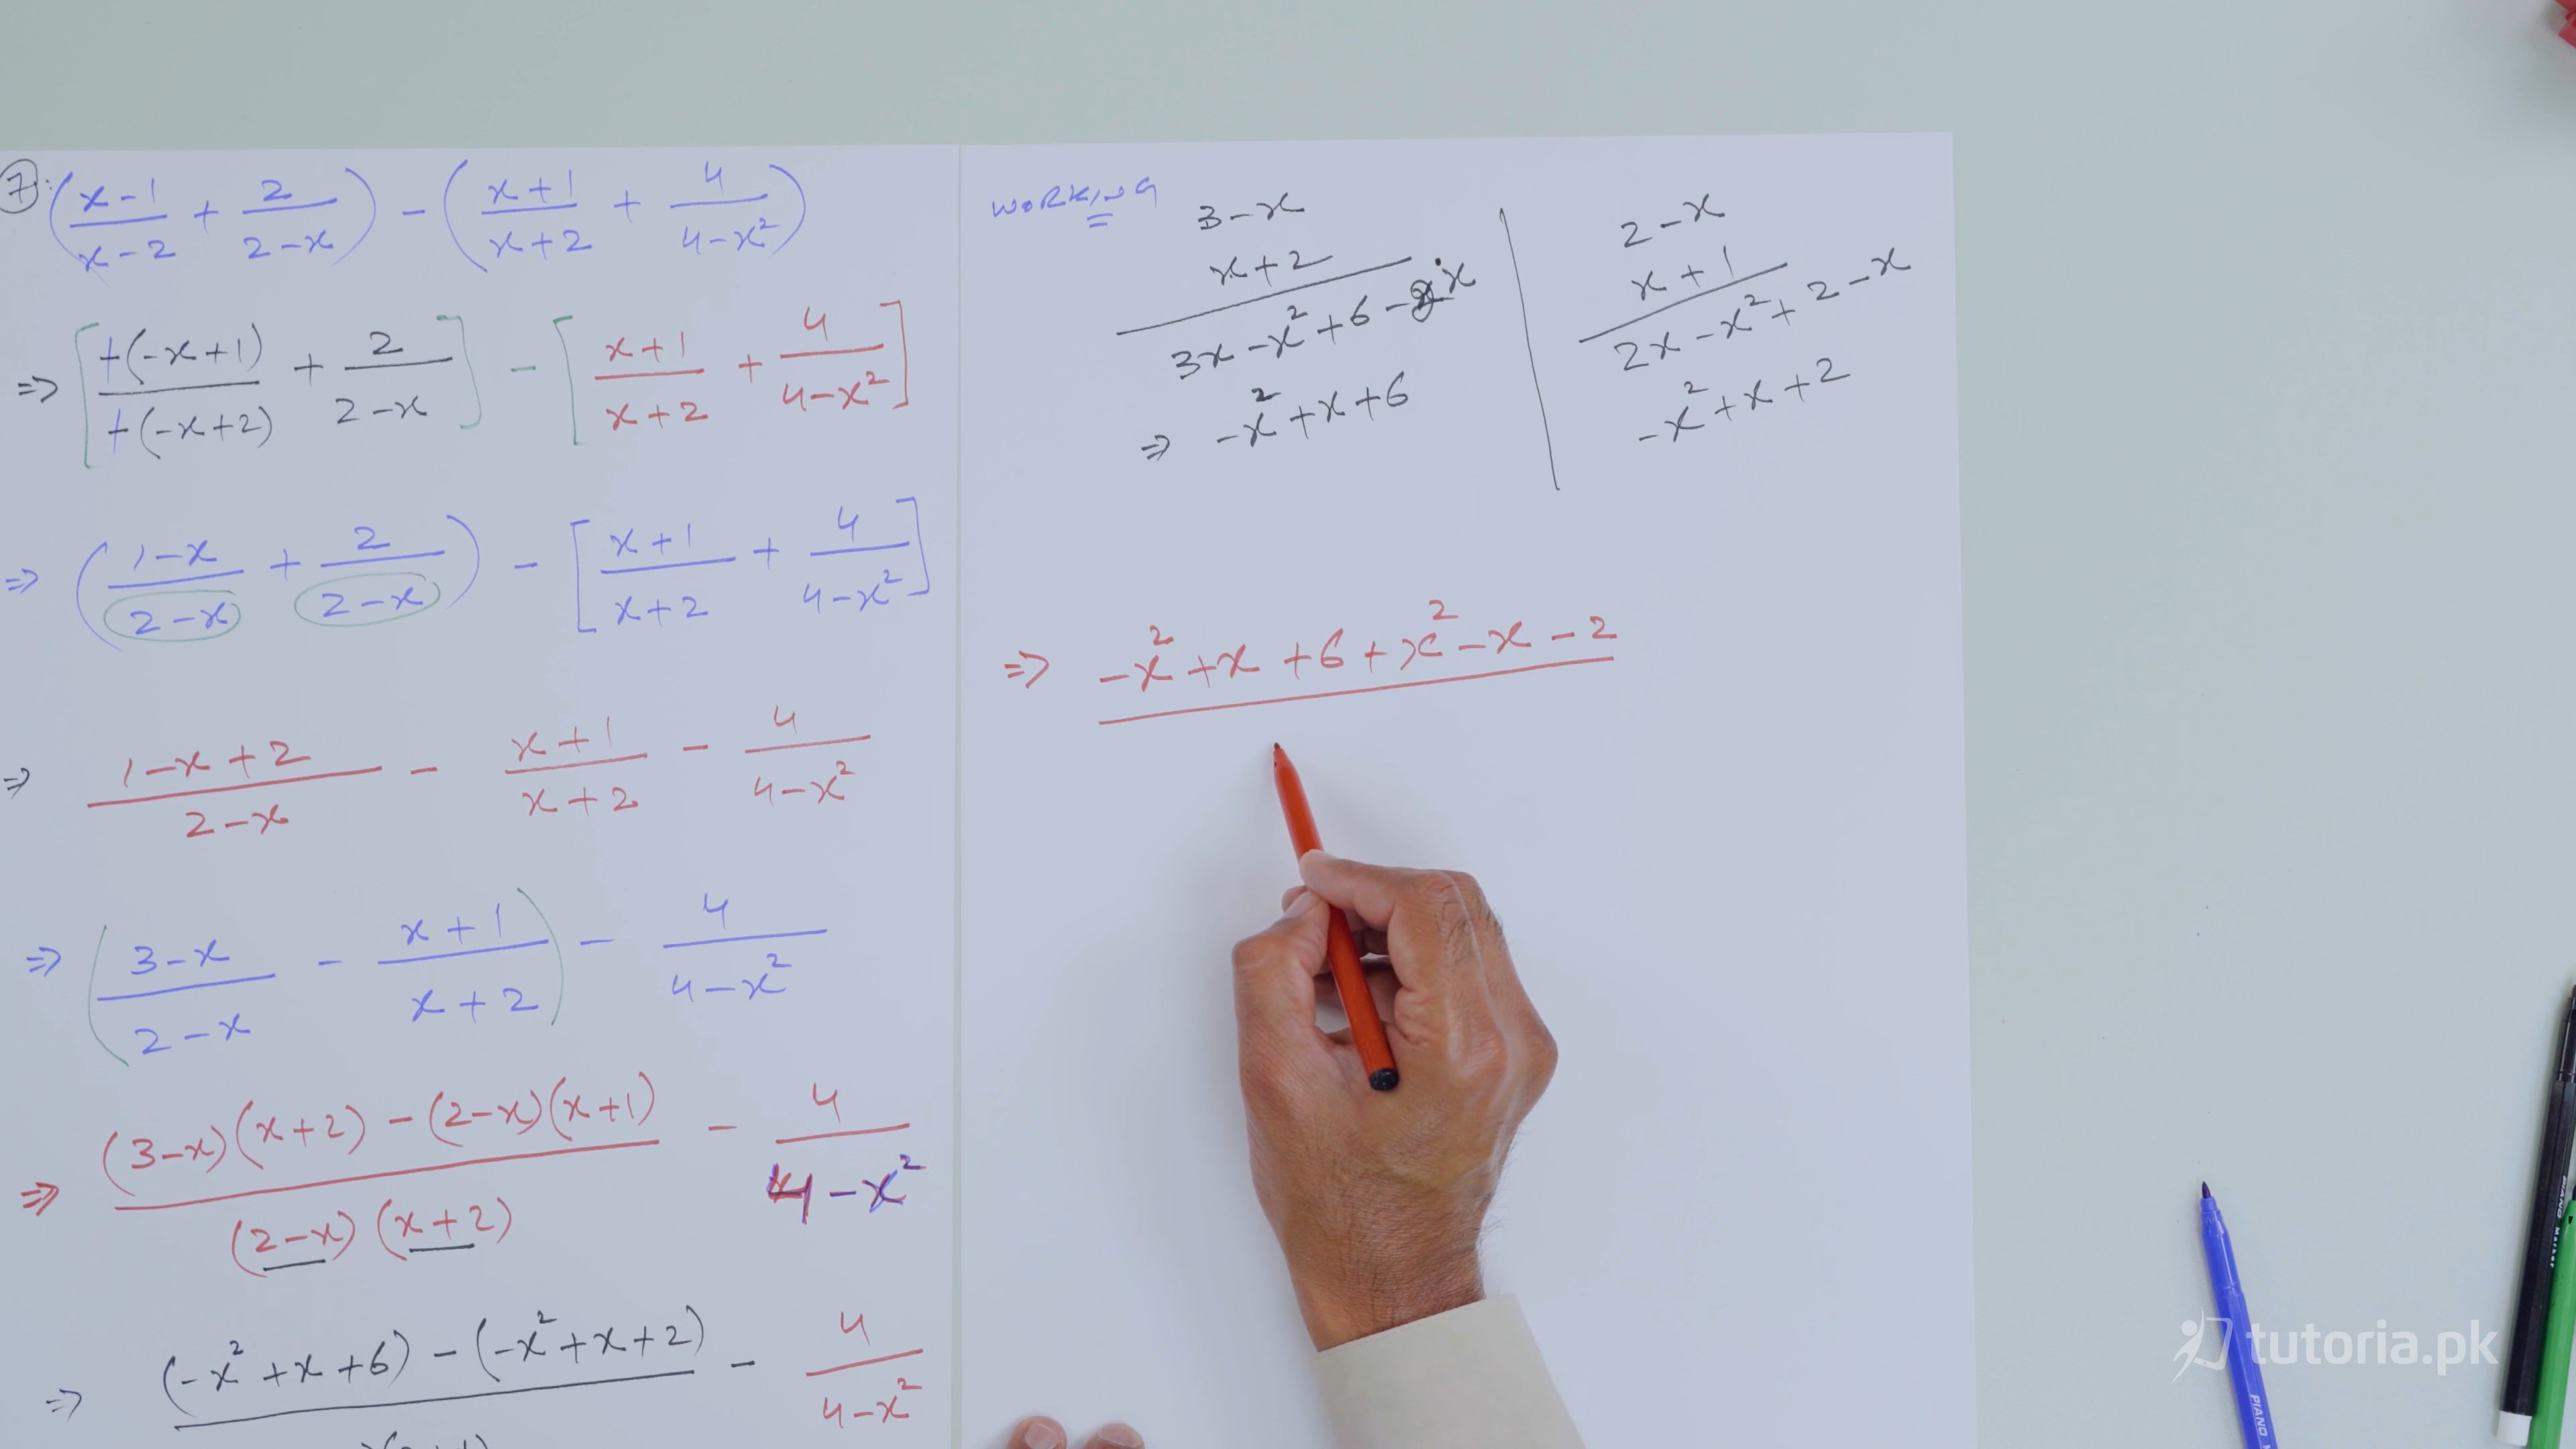 7: (x-1/x-2 + 2/2-x) - (x+1/x+2 + 4/4-x²)
=> [+(-x+1)/+(-x+2) + 2/2-x] - [x+1/x+2 + 4/4-x²]
=> (1-x/2-x + 2/2-x) - [x+1/x+2 + 4/4-x²]
=> 1-x+2/2-x - x+1/x+2 - 4/4-x²
=> (3-x/2-x - x+1/x+2) - 4/4-x²
=> (3-x)(x+2) - (2-x)(x+1)/(2-x)(x+2) - 4/4-x²
=> (-x²+x+6) - (-x²+x+2)/ - 4/4-x²
WORKING
3-x
x+2
3x-x²+6-2x
=> -x²+x+6
2-x
x+1
2x-x²+2-x
-x²+x+2
=> -x²+x+6+x²-x-2
tutoria.pk
PIANO
PIANO Marker